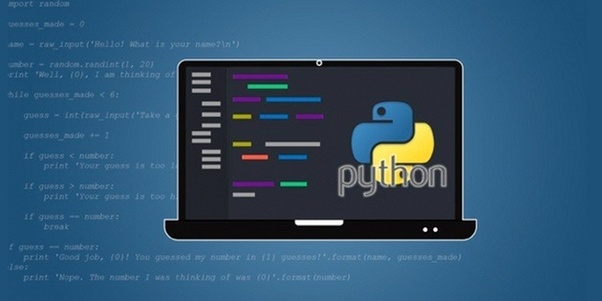 mport random
uesses_made = 0
ame = raw_input('Hello! What is your name?\n')
umber = random.randint(1, 20)
rint 'Well, {0}, I am thinking of
hile guesses_made < 6:
guess = int(raw_input('Take a
guesses_made += 1
if guess < number:
print 'Your guess is too l
if guess > number:
print 'Your guess is too h
if guess == number:
break
f guess == number:
print 'Good job, {0}! You guessed my number in {1} guesses!'.format(name, guesses_made)
lse:
print 'Nope. The number I was thinking of was {0}'.format(number)
python